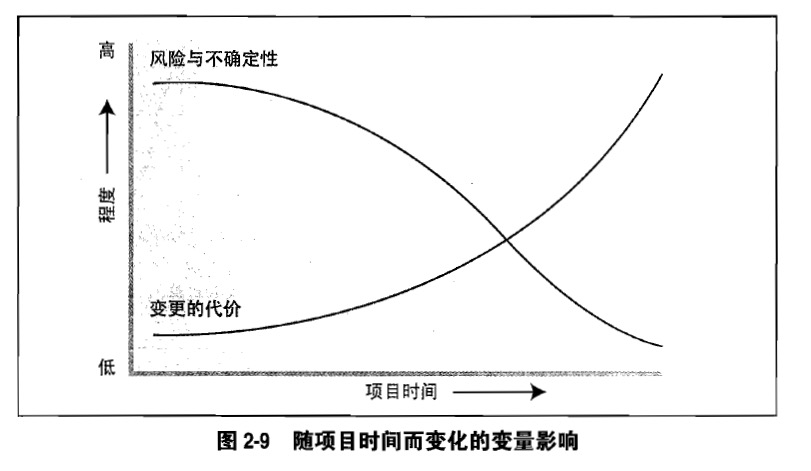 高
风险与不确定性
程度
变更的代价
低
项目时间
图 2-9 随项目时间而变化的变量影响